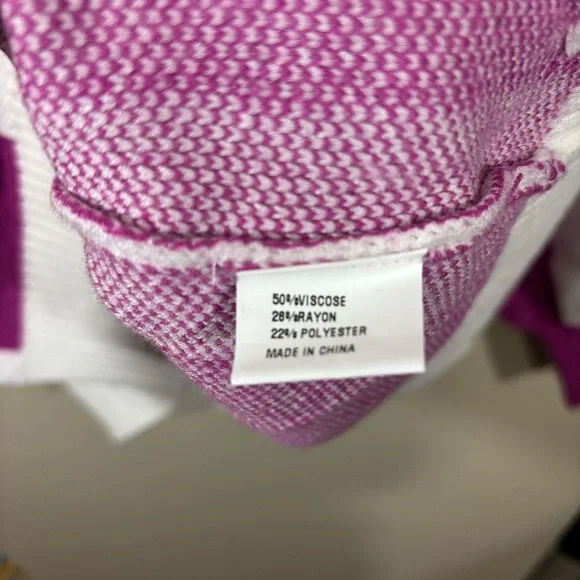 50%VISCOSE
28%RAYON
22% POLYESTER
MADE IN CHINA